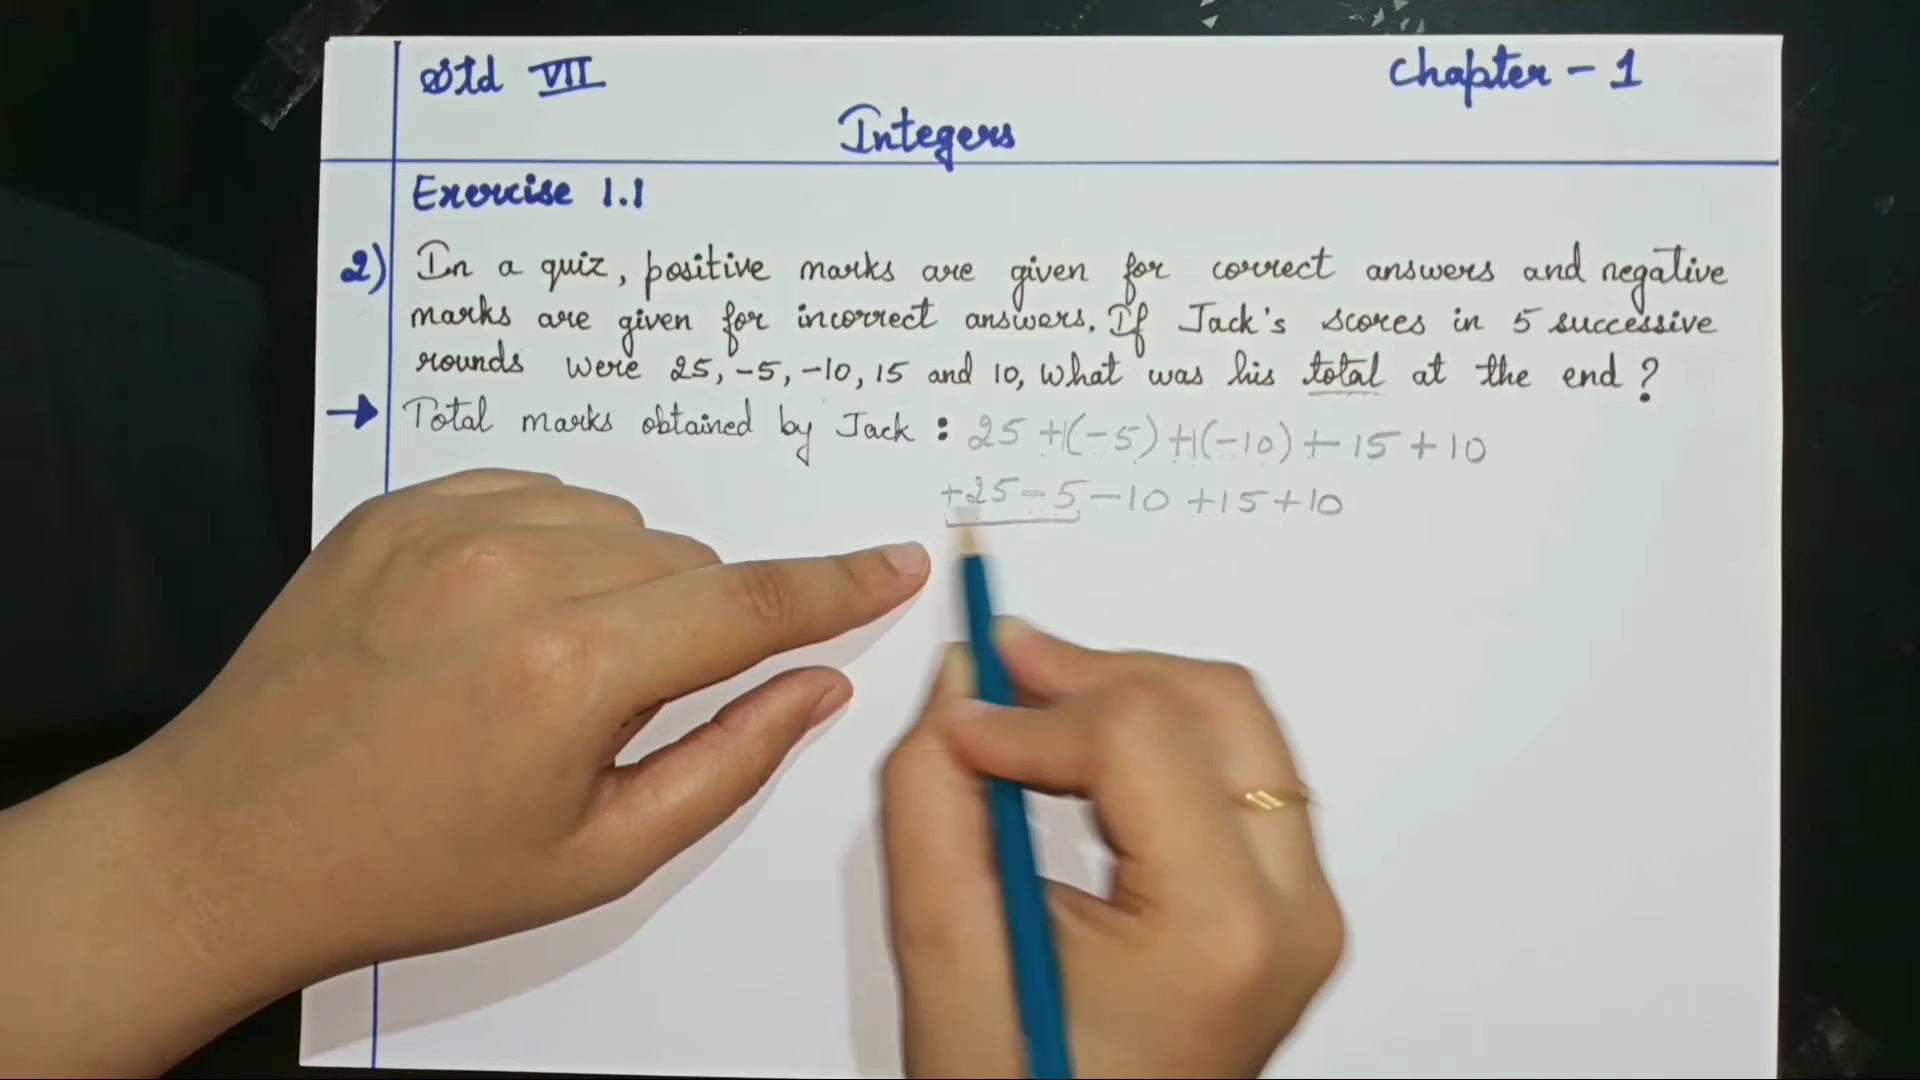 Std VII
Chapter - 1
Integers
Exercise 1.1
2) In a quiz, positive marks are given for correct answers and negative
marks are given for incorrect answers. If Jack's scores in 5 successive
rounds were 25, -5, -10, 15 and 10, what was his total at the end ?
→ Total marks obtained by Jack : 25 + (-5) + (-10) + 15 + 10
+25 - 5 - 10 + 15 + 10